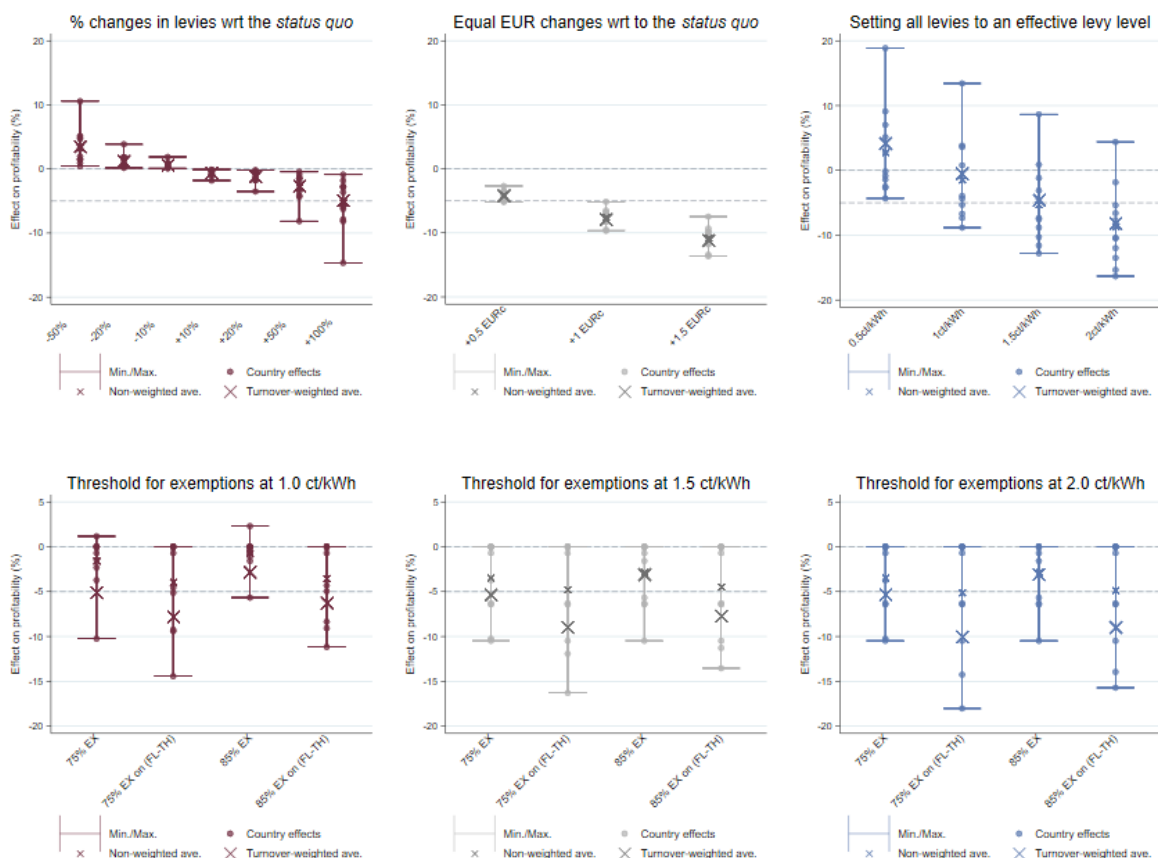 % changes in levies wrt the status quo
Effect on profitability (%)
20
10
0
-10
-20
-50%
-20%
-10%
+10%
+20%
+50%
+100%
Min./Max.
Country effects
Non-weighted ave.
Turnover-weighted ave.
Equal EUR changes wrt to the status quo
Effect on profitability (%)
20
10
0
-10
-20
+0.5 EURc
+1 EURc
+1.5 EURc
Min./Max.
Country effects
Non-weighted ave.
Turnover-weighted ave.
Setting all levies to an effective levy level
Effect on profitability (%)
20
10
0
-10
-20
0.5ct/kWh
1ct/kWh
1.5ct/kWh
2ct/kWh
Min./Max.
Country effects
Non-weighted ave.
Turnover-weighted ave.
Threshold for exemptions at 1.0 ct/kWh
Effect on profitability (%)
5
0
-5
-10
-15
-20
75% EX
75% EX on (FL-TH)
85% EX
85% EX on (FL-TH)
Min./Max.
Country effects
Non-weighted ave.
Turnover-weighted ave.
Threshold for exemptions at 1.5 ct/kWh
Effect on profitability (%)
5
0
-5
-10
-15
-20
75% EX
75% EX on (FL-TH)
85% EX
85% EX on (FL-TH)
Min./Max.
Country effects
Non-weighted ave.
Turnover-weighted ave.
Threshold for exemptions at 2.0 ct/kWh
Effect on profitability (%)
5
0
-5
-10
-15
-20
75% EX
75% EX on (FL-TH)
85% EX
85% EX on (FL-TH)
Min./Max.
Country effects
Non-weighted ave.
Turnover-weighted ave.